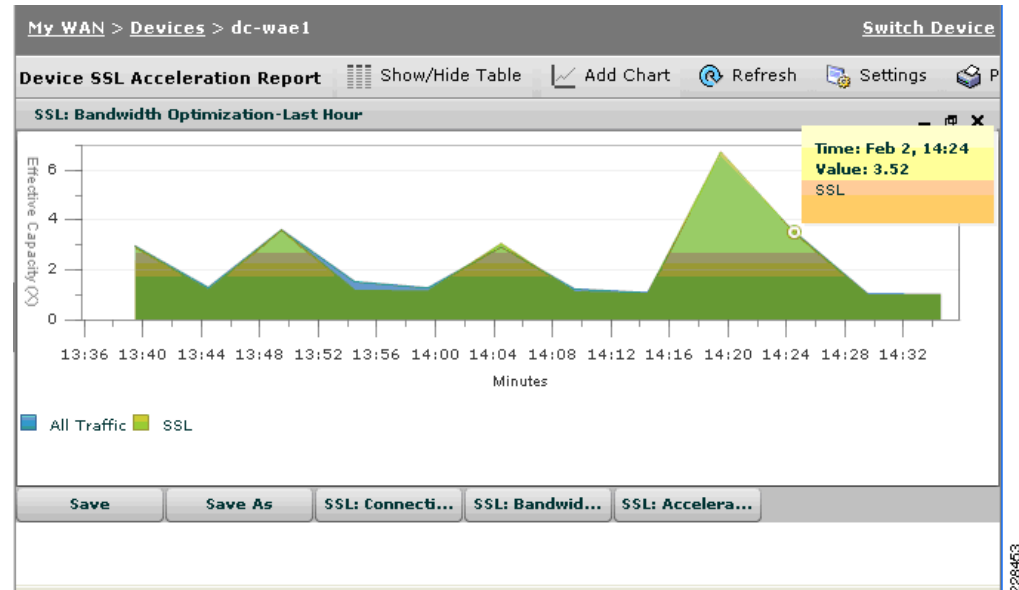 My WAN > Devices > dc-wae1 Switch Device
Device SSL Acceleration Report Show/Hide Table Add Chart Refresh Settings P
SSL: Bandwidth Optimization-Last Hour
Time: Feb 2, 14:24
Value: 3.52
SSL
Effective Capacity (X)
6
4
2
0
13:36 13:40 13:44 13:48 13:52 13:56 14:00 14:04 14:08 14:12 14:16 14:20 14:24 14:28 14:32
Minutes
All Traffic SSL
Save Save As SSL: Connecti... SSL: Bandwid... SSL: Accelera...
228453